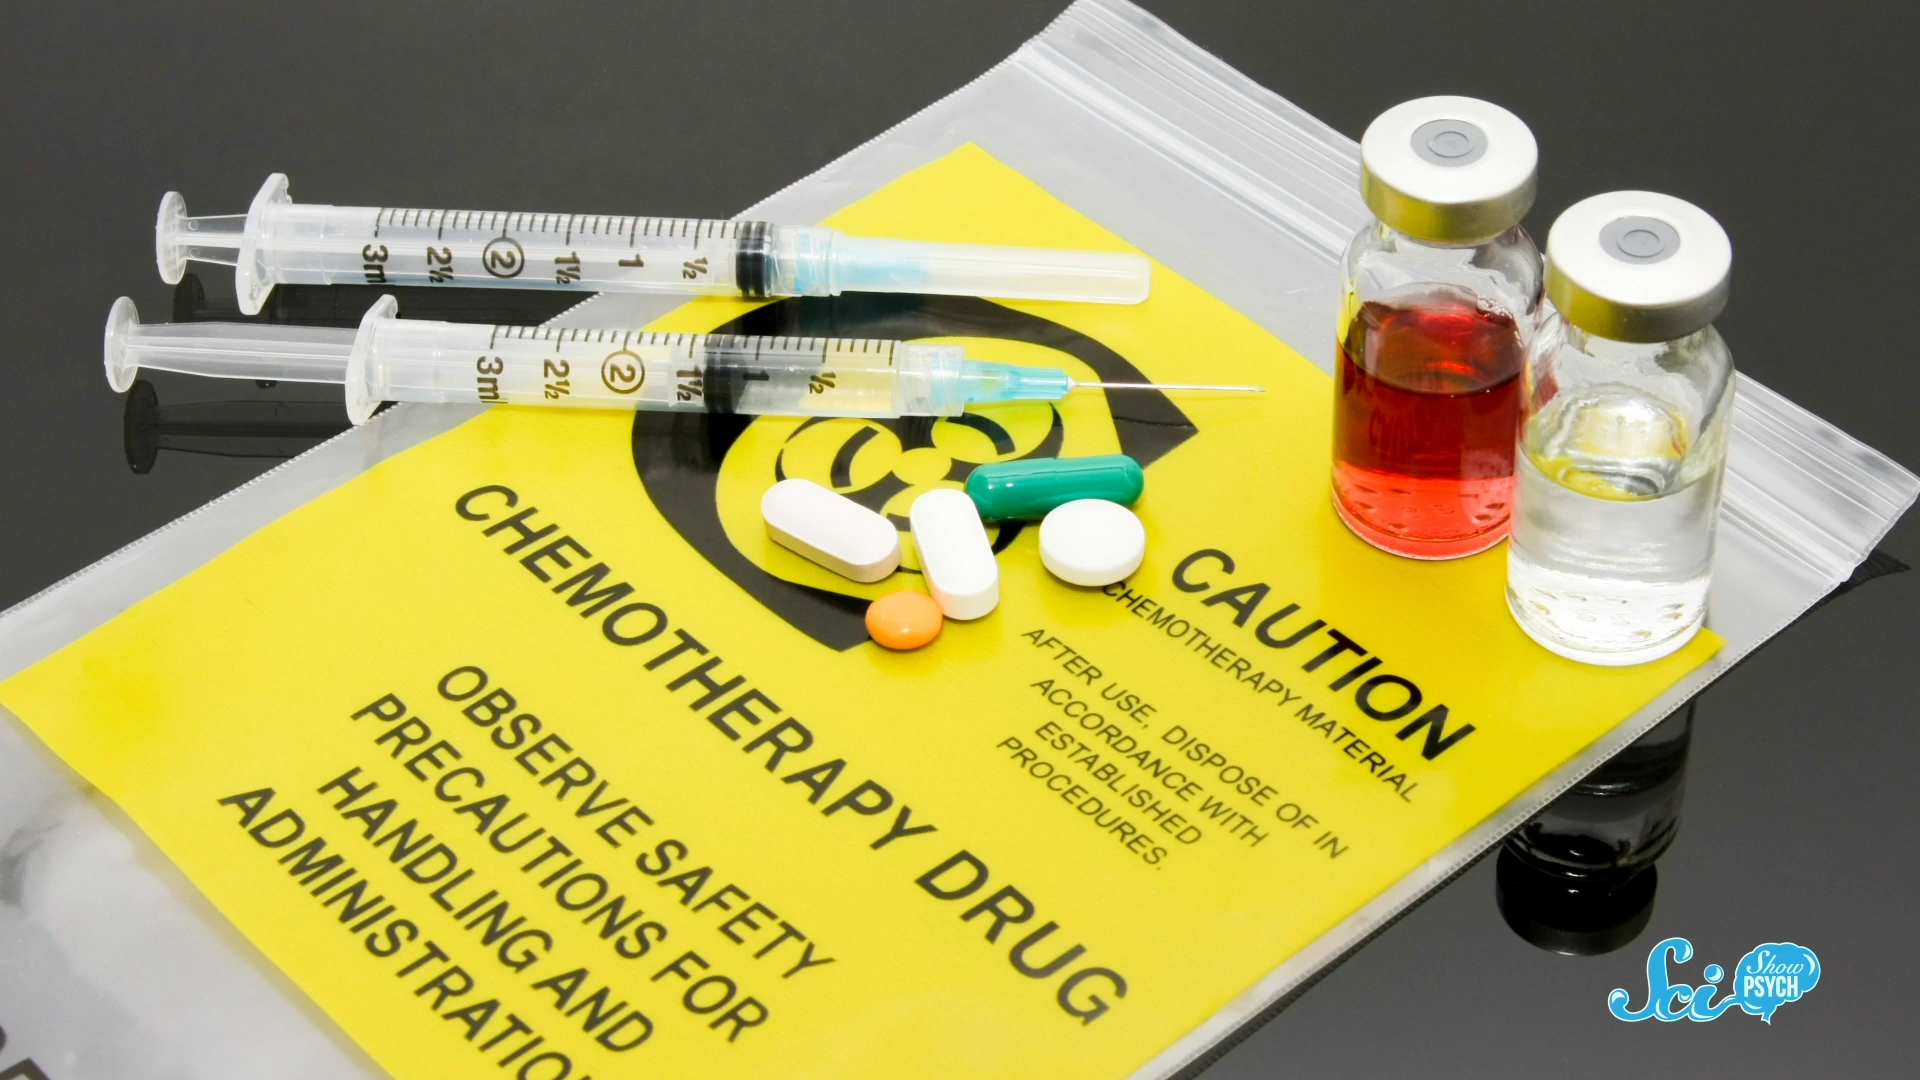 3ml 2½ 2 1½ 1 ½
3ml 2½ 2 1½ 1 ½
CHEMOTHERAPY DRUG
OBSERVE SAFETY
PRECAUTIONS FOR
HANDLING AND
CAUTION
CHEMOTHERAPY MATERIAL
AFTER USE, DISPOSE OF IN
ACCORDANCE WITH
ESTABLISHED
PROCEDURES.
Sci Show
PSYCH